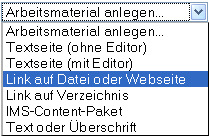 Arbeitsmaterial anlegen...
Arbeitsmaterial anlegen...
Textseite (ohne Editor)
Textseite (mit Editor)
Link auf Datei oder Webseite
Link auf Verzeichnis
IMS-Content-Paket
Text oder Überschrift